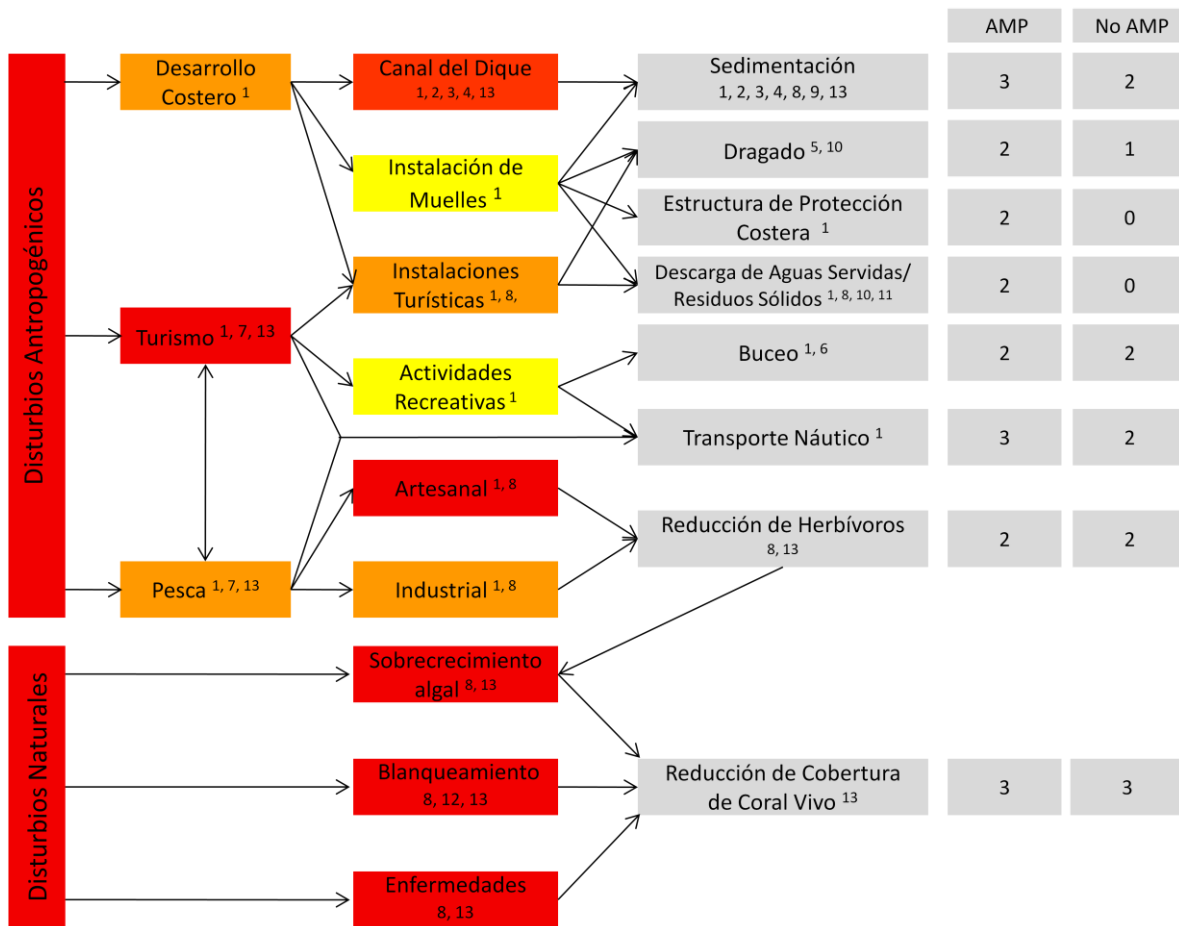 AMP
No AMP
Disturbios Antropogénicos
Desarrollo
Costero 1
Canal del Dique
1, 2, 3, 4, 13
Sedimentación
1, 2, 3, 4, 8, 9, 13
3
2
Instalación de
Muelles 1
Dragado 5, 10
2
1
Estructura de Protección
Costera 1
2
0
Instalaciones
Turísticas 1, 8,
Descarga de Aguas Servidas/
Residuos Sólidos 1, 8, 10, 11
2
0
Turismo 1, 7, 13
Buceo 1, 6
2
2
Actividades
Recreativas 1
Transporte Náutico 1
3
2
Artesanal 1, 8
Reducción de Herbívoros
8, 13
2
2
Pesca 1, 7, 13
Industrial 1, 8
Disturbios Naturales
Sobrecrecimiento
algal 8, 13
Blanqueamiento
8, 12, 13
Reducción de Cobertura
de Coral Vivo 13
3
3
Enfermedades
8, 13